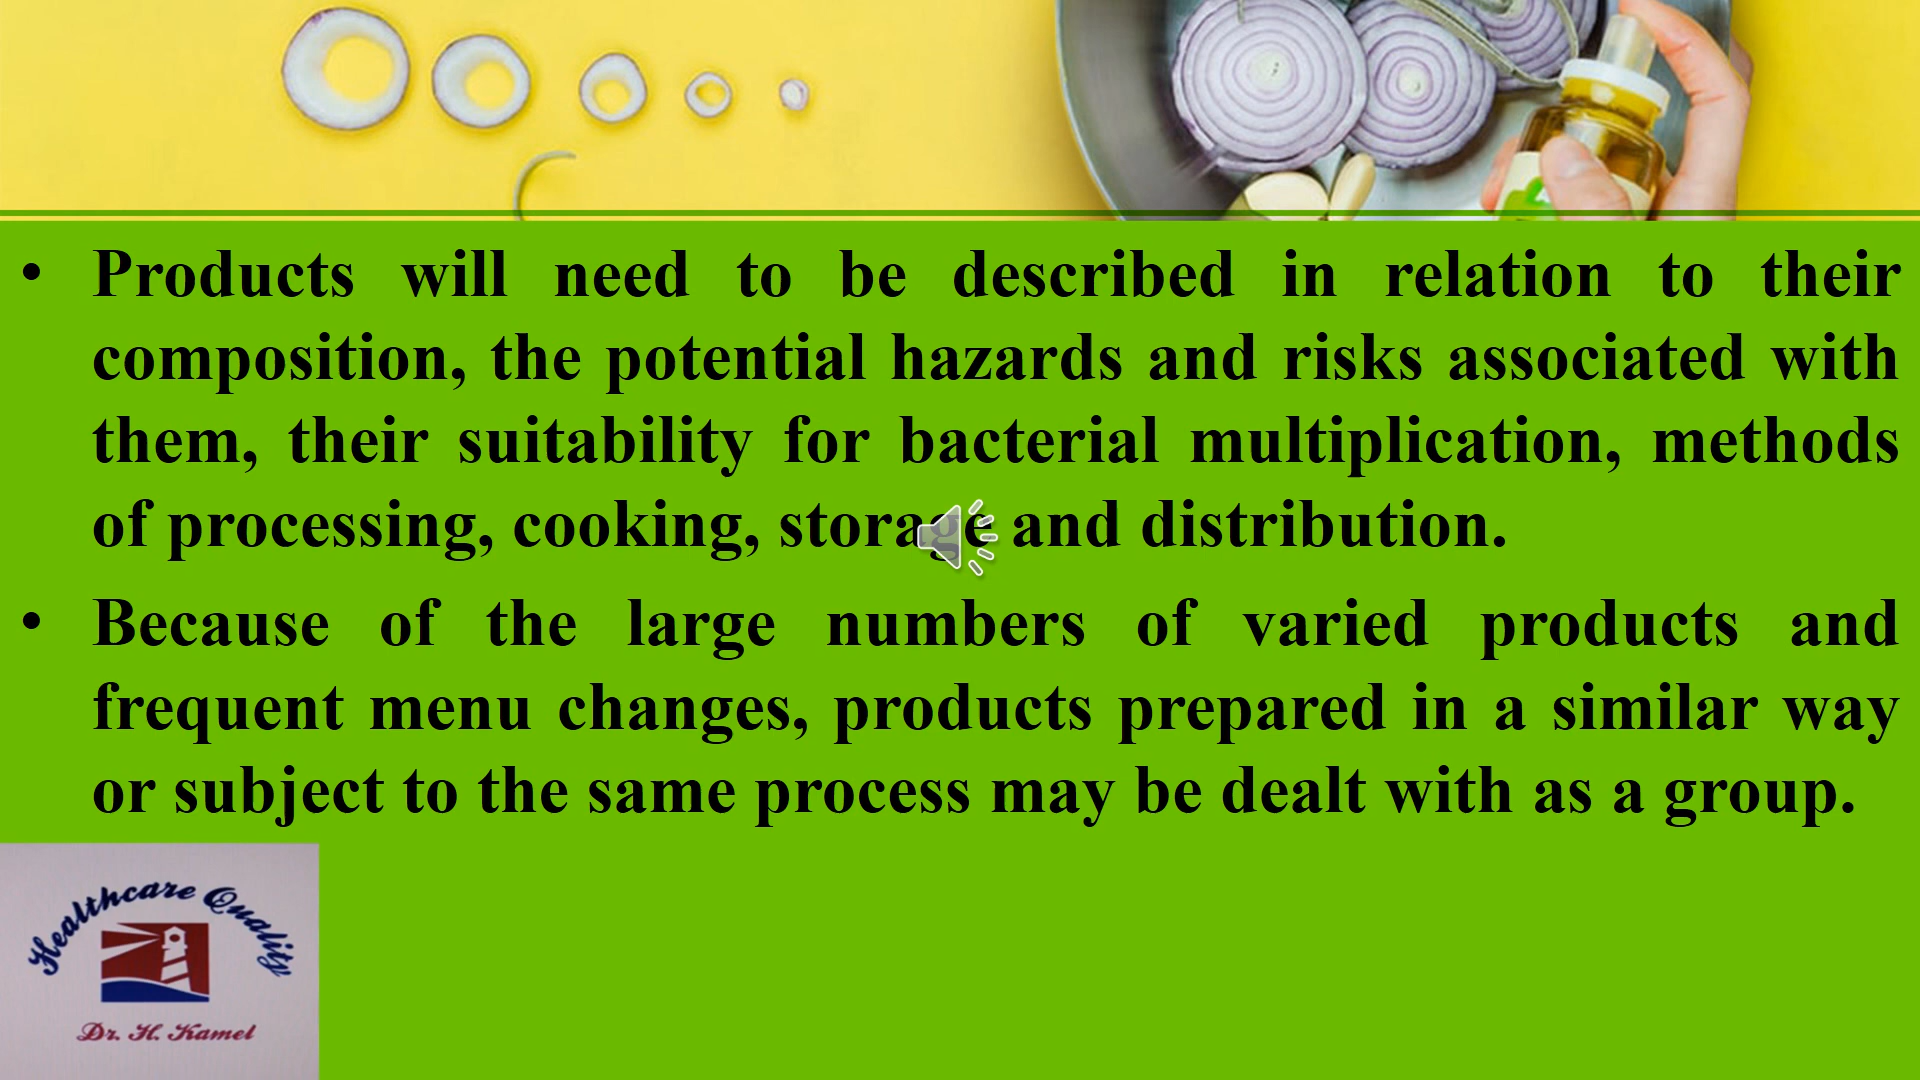 • Products will need to be described in relation to their
composition, the potential hazards and risks associated with
them, their suitability for bacterial multiplication, methods
of processing, cooking, storage and distribution.
• Because of the large numbers of varied products and
frequent menu changes, products prepared in a similar way
or subject to the same process may be dealt with as a group.
Healthcare Quality
Dr. H. Kamel